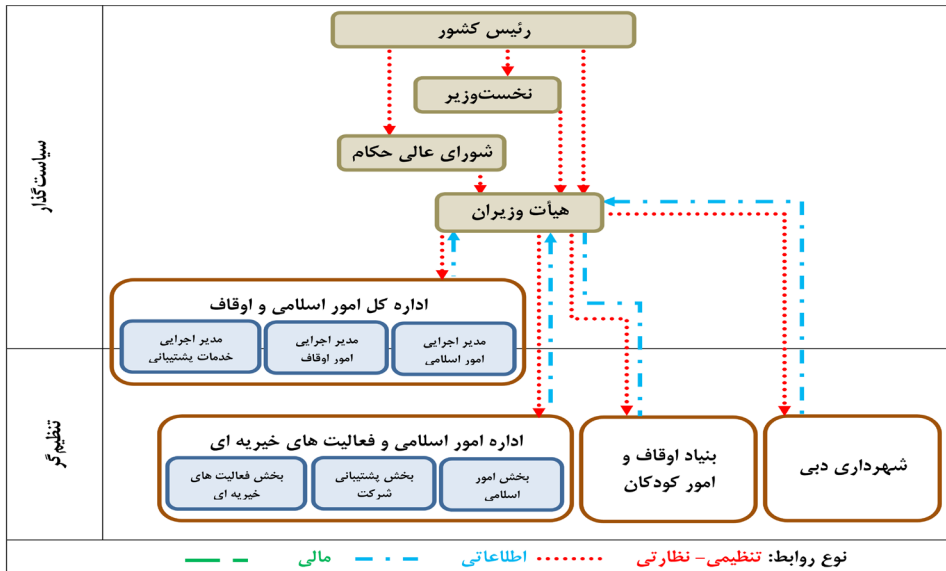 رئیس کشور
نخست‌وزیر
شورای عالی حکام
هیأت وزیران
سیاست‌گذار
اداره کل امور اسلامی و اوقاف
مدیر اجرایی
امور اسلامی
مدیر اجرایی
امور اوقاف
مدیر اجرایی
خدمات پشتیبانی
تنظیم‌گر
شهرداری دبی
بنیاد اوقاف و
امور کودکان
اداره امور اسلامی و فعالیت های خیریه ای
بخش امور
اسلامی
بخش پشتیبانی
شرکت
بخش فعالیت های
خیریه ای
نوع روابط: تنظیمی- نظارتی اطلاعاتی مالی